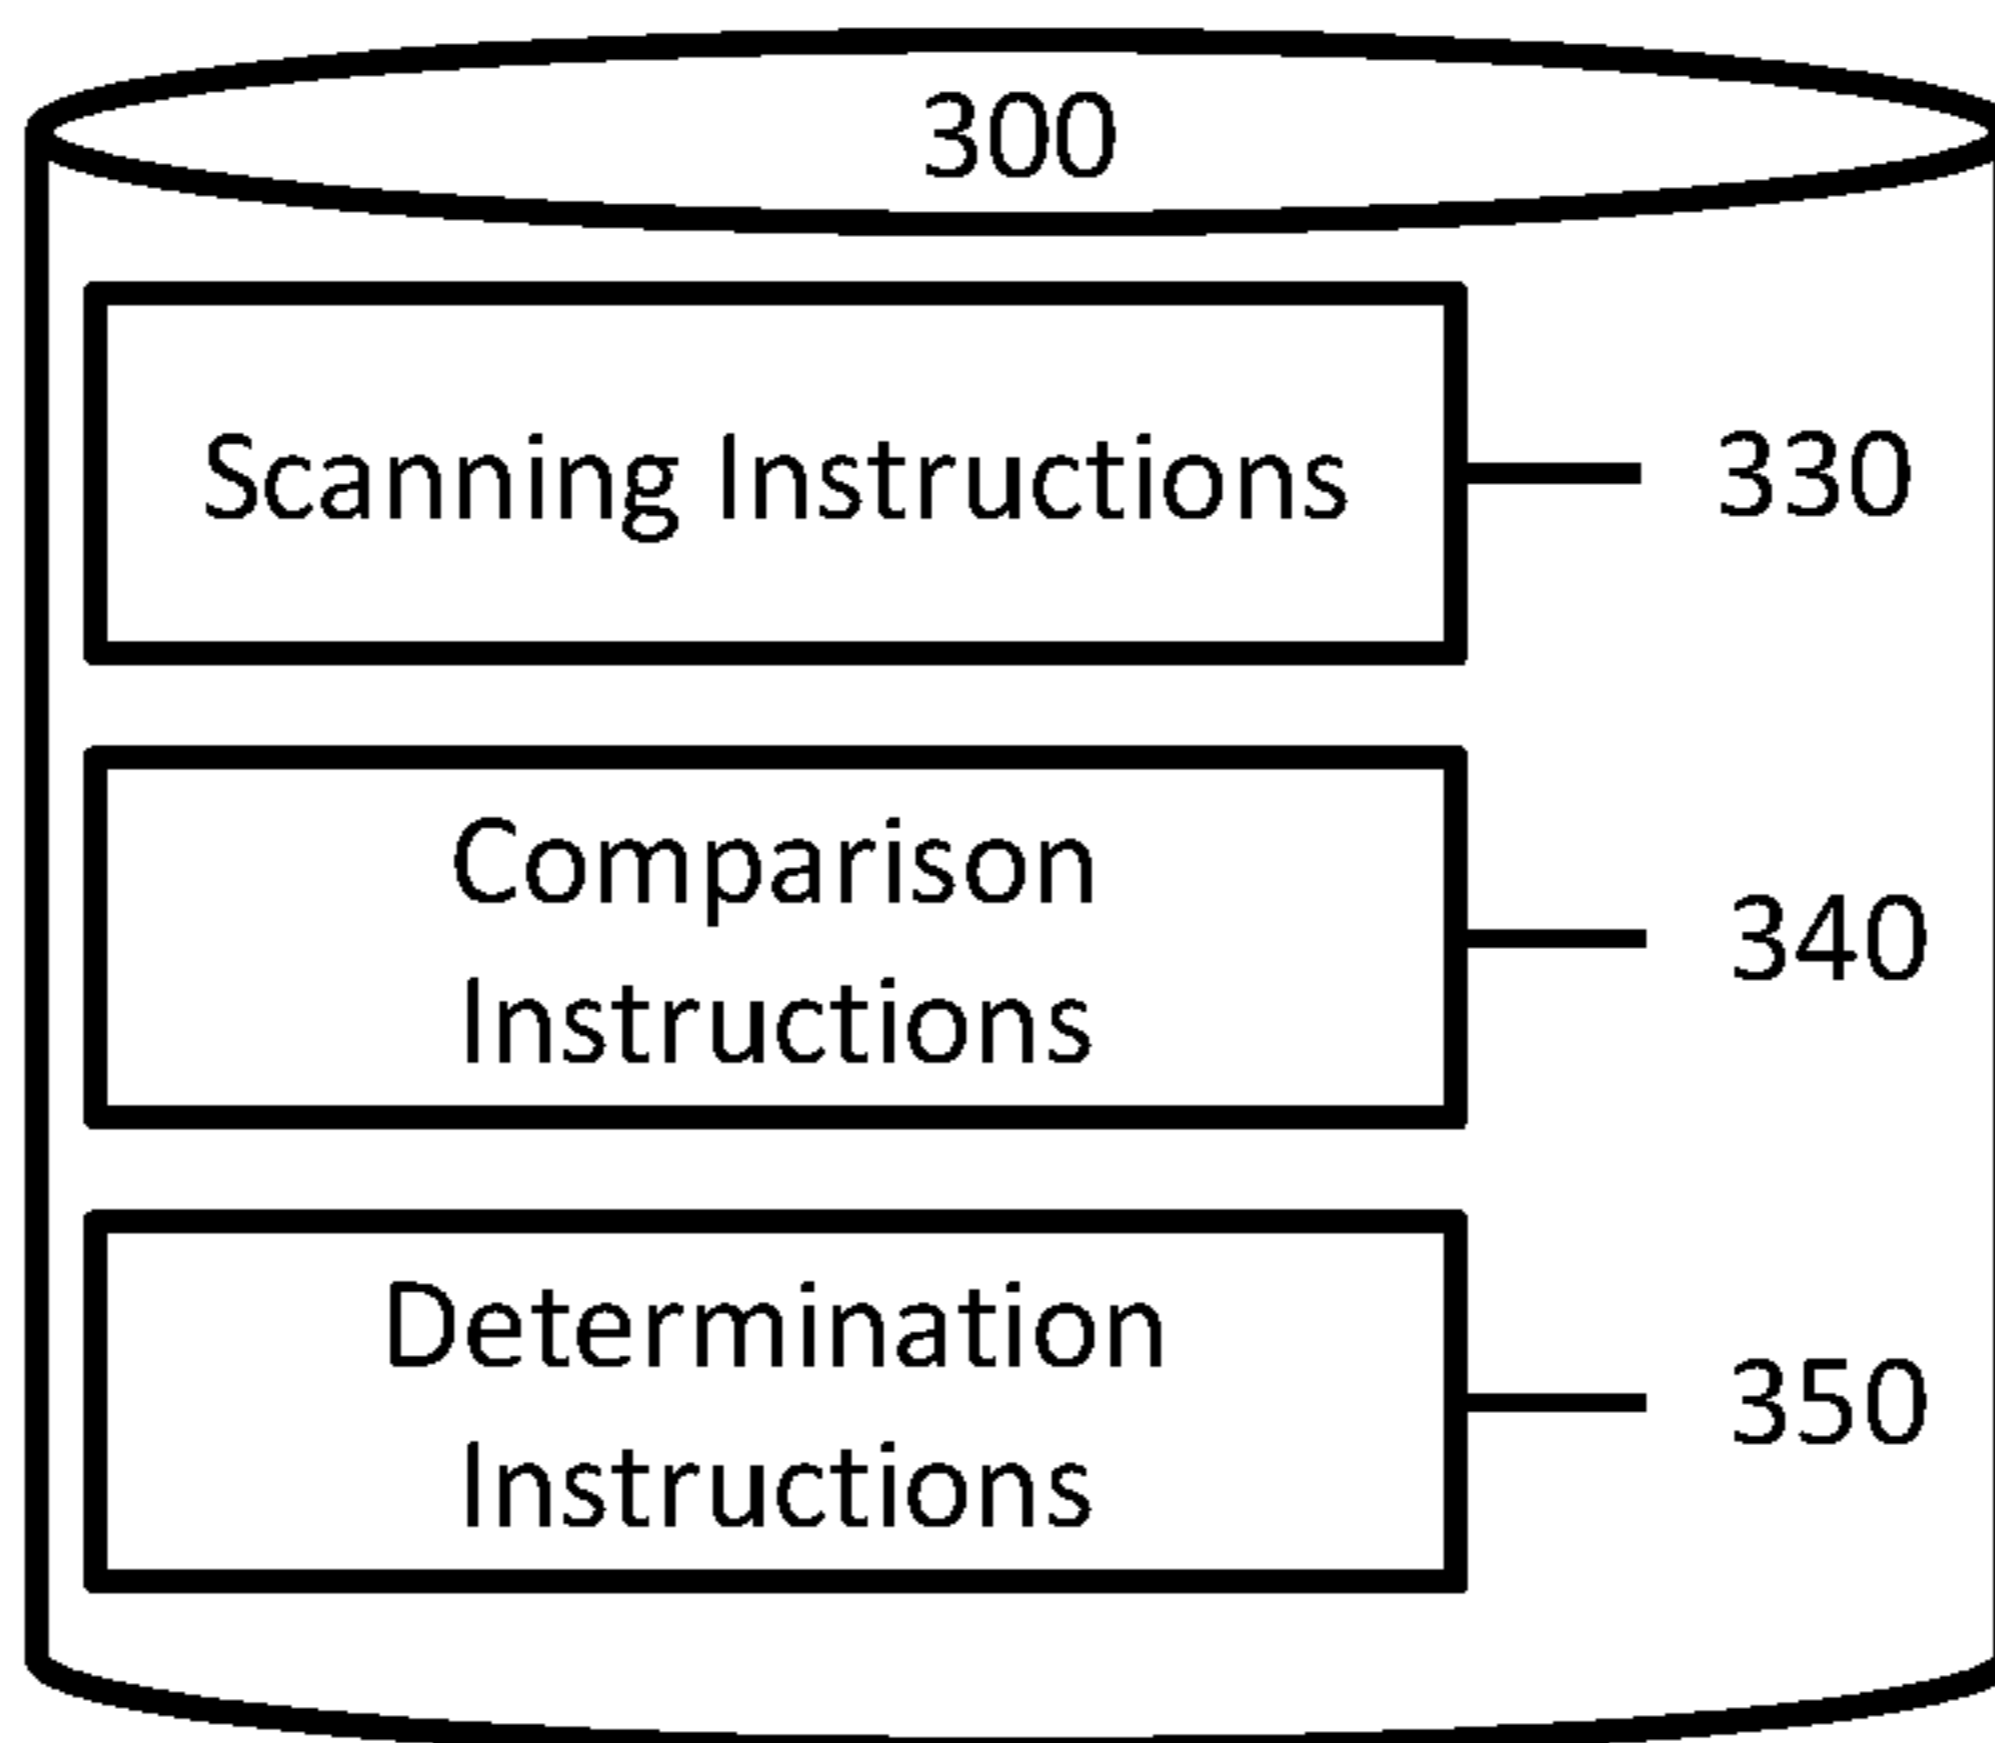 300
Scanning Instructions
330
Comparison
Instructions
340
Determination
Instructions
350